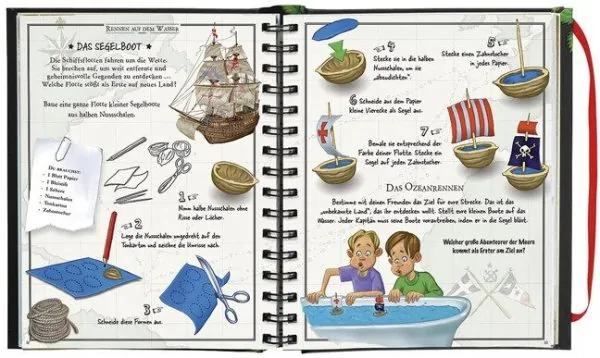 Rennen auf dem Wasser
Das Segelboot
Die Schiffsflotten fahren um die Wette.
Sie brechen auf, um weit entfernte und
geheimnisvolle Gegenden zu entdecken ...
Welche Flotte stößt als Erste auf neues Land?
Baue eine ganze Flotte kleiner Segelboote
aus halben Nussschalen.
Du brauchst:
- 1 Blatt Papier
- 1 Bleistift
- 1 Schere
- Nussschalen
- Tonkarton
- Zahnstocher
1
Nimm halbe Nussschalen ohne
Risse oder Löcher.
2
Lege die Nussschalen umgedreht auf den
Tonkarton und zeichne die Umrisse nach.
3
Schneide diese Formen aus.
4
Stecke sie in die halben
Nussschalen, um sie
„abzudichten“.
5
Stecke einen Zahnstocher
in jedes Papier.
6 Schneide aus dem Papier
kleine Vierecke als Segel aus.
7
Bemale sie entsprechend der
Farbe deiner Flotte. Stecke ein
Segel auf jeden Zahnstocher.
Das Ozeanrennen
Bestimme mit deinen Freunden das Ziel für eure Strecke. Das ist das
„unbekannte Land“, das ihr entdecken wollt. Stellt eure kleinen Boote auf das
Wasser. Jeder Kapitän muss seine Boote vorantreiben, indem er in die Segel bläst.
Welcher große Abenteurer der Meere
kommt als Erster am Ziel an?